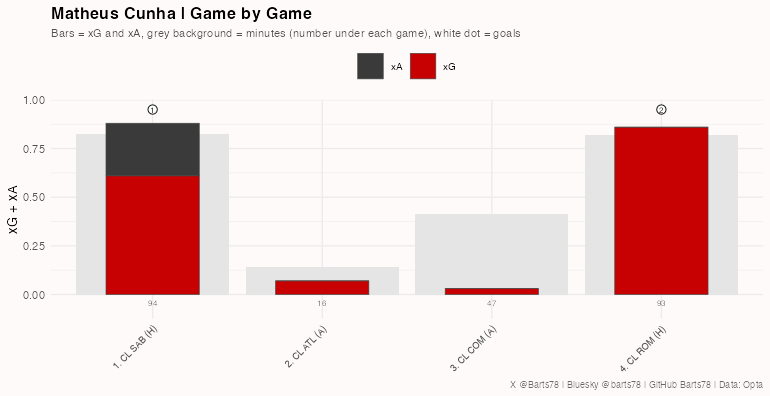 Matheus Cunha | Game by Game
Bars = xG and xA, grey background = minutes (number under each game), white dot = goals
xA xG
1 2
1.00
0.75
0.50
0.25
0.00
xG + xA
94 16 47 93
1. CL SAB (H)
2. CL ATL (A)
3. CL COM (A)
4. CL ROM (H)
X @Barts78 | Bluesky @barts78 | GitHub Barts78 | Data: Opta